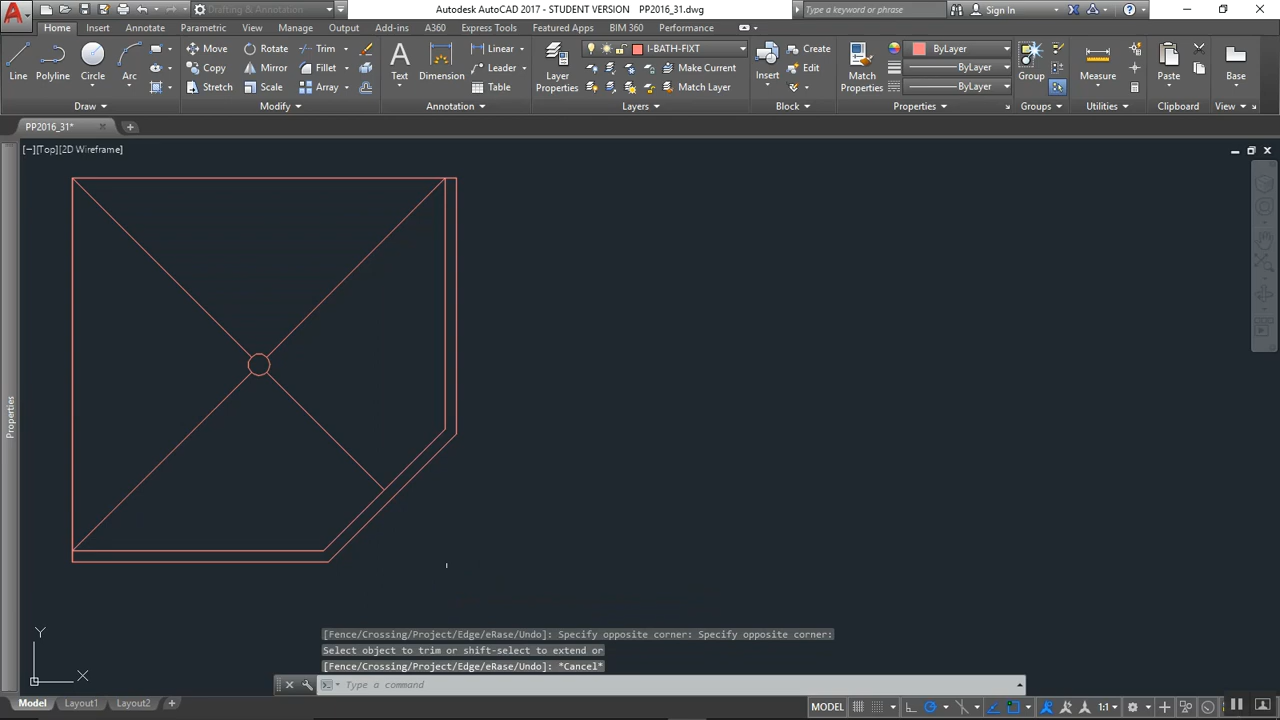 Drafting & Annotation
Autodesk AutoCAD 2017 - STUDENT VERSION PP2016_31.dwg
Type a keyword or phrase
Sign In
Home Insert Annotate Parametric View Manage Output Add-ins A360 Express Tools Featured Apps BIM 360 Performance
Line
Polyline
Circle
Arc
Draw
Move
Rotate
Trim
Copy
Mirror
Fillet
Stretch
Scale
Array
Modify
Text
Dimension
Linear
Leader
Table
Annotation
Layer Properties
I-BATH-FIXT
Make Current
Match Layer
Layers
Insert
Create
Edit
Block
Match Properties
ByLayer
ByLayer
ByLayer
Properties
Group
Groups
Measure
Utilities
Paste
Clipboard
Base
View
PP2016_31*
[−][Top][2D Wireframe]
Properties
Y
X
[Fence/Crossing/Project/Edge/eRase/Undo]: Specify opposite corner: Specify opposite corner:
Select object to trim or shift-select to extend or
[Fence/Crossing/Project/Edge/eRase/Undo]: *Cancel*
Type a command
Model Layout1 Layout2
MODEL
1:1